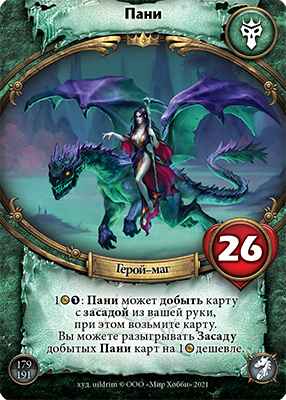 Пани
26
Герой–маг
1 : Пани может добыть карту
с засадой из вашей руки,
при этом возьмите карту.
Вы можете разыгрывать Засаду
добытых Пани карт на 1 дешевле.
179
191
худ. uildrim © ООО «Мир Хобби» 2021